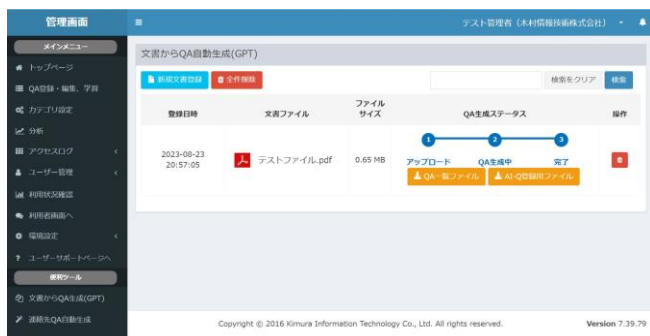 管理画面
テスト管理者（木村情報技術株式会社）
メインメニュー
トップページ
QA登録・編集、学習
カテゴリ設定
分析
アクセスログ
ユーザー管理
利用状況確認
利用者画面へ
環境設定
ユーザーサポートページへ
便利ツール
文書からQA生成(GPT)
連絡先QA自動生成
文書からQA自動生成(GPT)
新規文書登録 全件削除 検索をクリア 検索
登録日時 文書ファイル ファイル QA生成ステータス 操作
サイズ
1 2 3
2023-08-23 テストファイル.pdf 0.65 MB アップロード QA生成中 完了
20:57:05
QA一覧ファイル AI-Q登録用ファイル
Copyright © 2016 Kimura Information Technology Co., Ltd. All rights reserved. Version 7.39.79